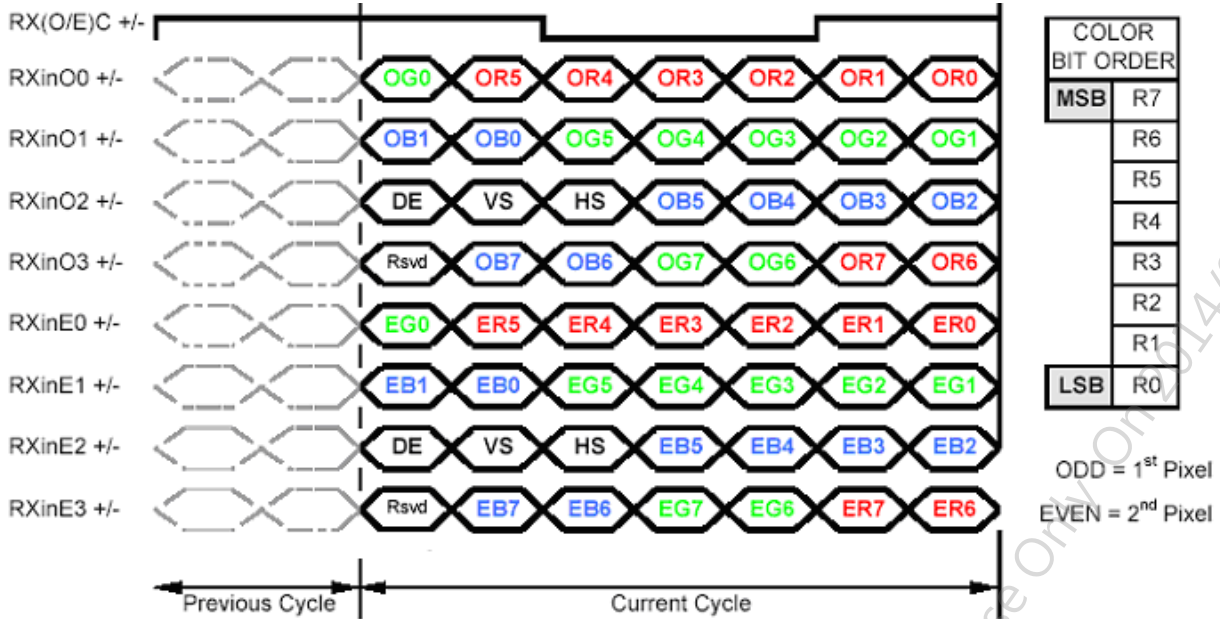 RX(O/E)C +/-
RXinO0 +/- OG0 OR5 OR4 OR3 OR2 OR1 OR0
RXinO1 +/- OB1 OB0 OG5 OG4 OG3 OG2 OG1
RXinO2 +/- DE VS HS OB5 OB4 OB3 OB2
RXinO3 +/- Rsvd OB7 OB6 OG7 OG6 OR7 OR6
RXinE0 +/- EG0 ER5 ER4 ER3 ER2 ER1 ER0
RXinE1 +/- EB1 EB0 EG5 EG4 EG3 EG2 EG1
RXinE2 +/- DE VS HS EB5 EB4 EB3 EB2
RXinE3 +/- Rsvd EB7 EB6 EG7 EG6 ER7 ER6
Previous Cycle
Current Cycle
COLOR
BIT ORDER
MSB R7
R6
R5
R4
R3
R2
R1
LSB R0
ODD = 1st Pixel
EVEN = 2nd Pixel
Only On 2014/